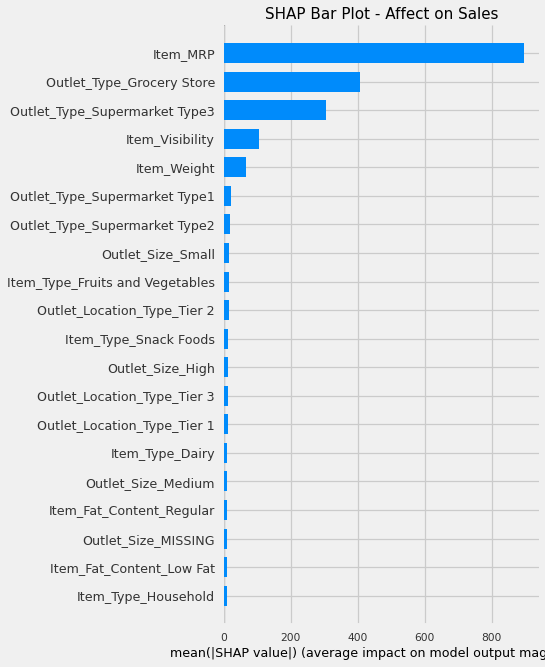 SHAP Bar Plot - Affect on Sales
Item_MRP
Outlet_Type_Grocery Store
Outlet_Type_Supermarket Type3
Item_Visibility
Item_Weight
Outlet_Type_Supermarket Type1
Outlet_Type_Supermarket Type2
Outlet_Size_Small
Item_Type_Fruits and Vegetables
Outlet_Location_Type_Tier 2
Item_Type_Snack Foods
Outlet_Size_High
Outlet_Location_Type_Tier 3
Outlet_Location_Type_Tier 1
Item_Type_Dairy
Outlet_Size_Medium
Item_Fat_Content_Regular
Outlet_Size_MISSING
Item_Fat_Content_Low Fat
Item_Type_Household
0 200 400 600 800
mean(|SHAP value|) (average impact on model output mag